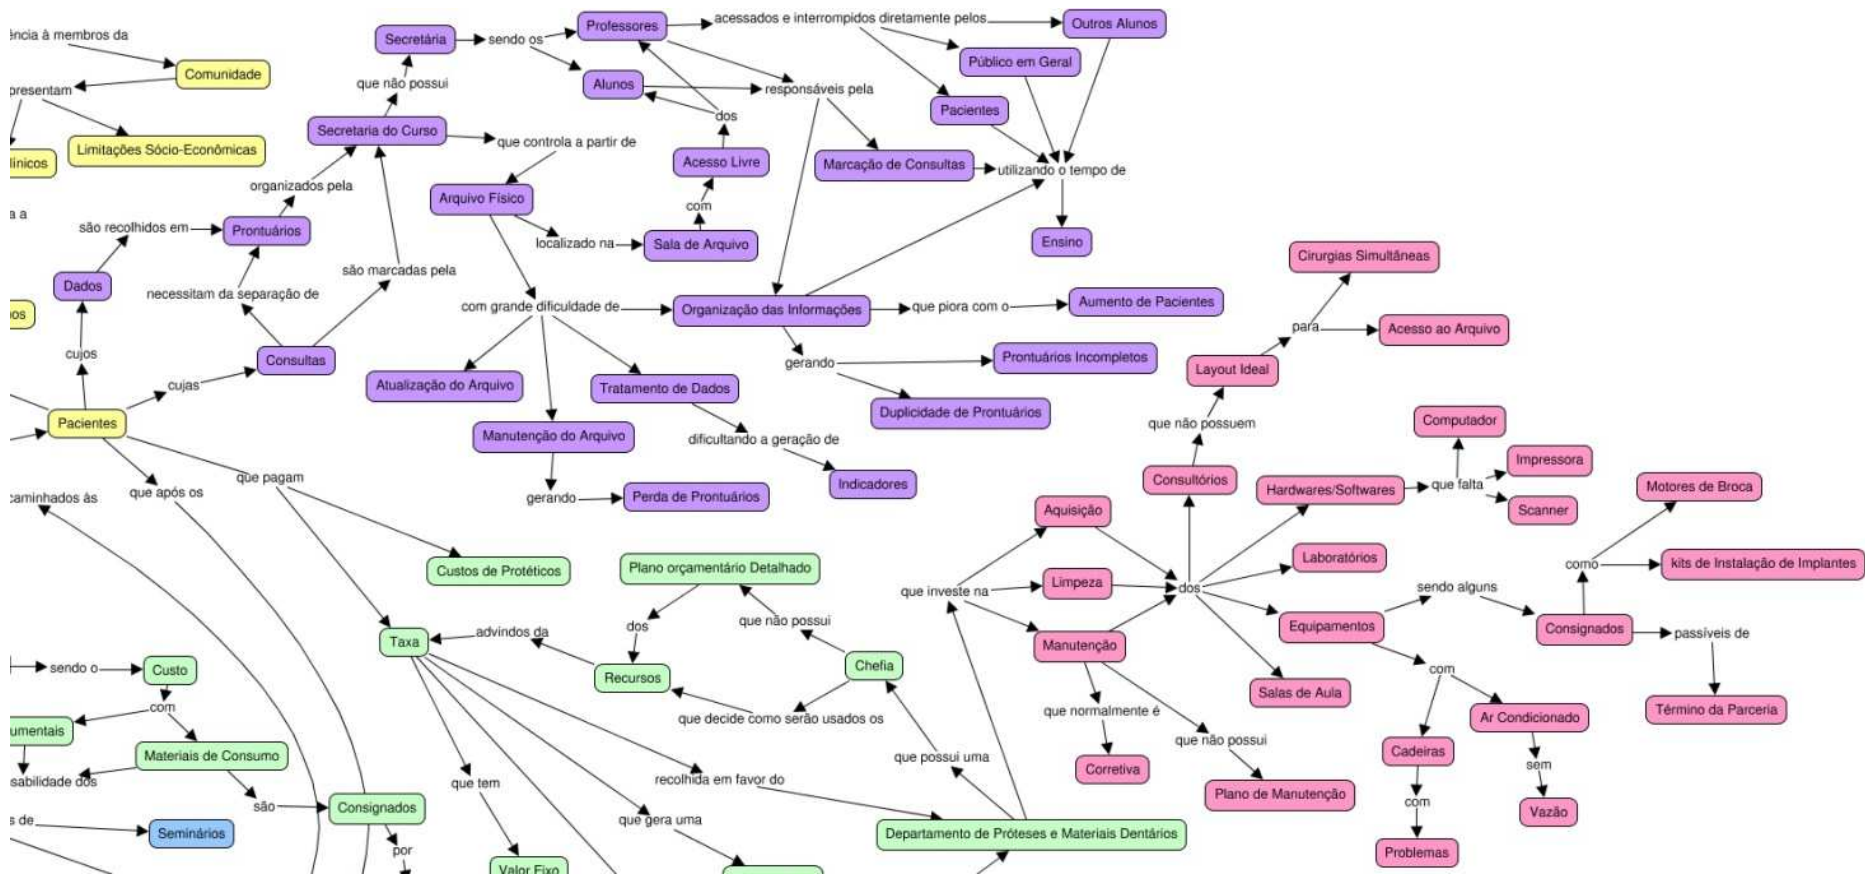 ência à membros da
Comunidade
presentam
Limitações Sócio-Econômicas
línicos
a a
os
Secretária
sendo os
Professores
acessados e interrompidos diretamente pelos
Outros Alunos
Público em Geral
Pacientes
que não possui
Alunos
responsáveis pela
dos
Secretaria do Curso
que controla a partir de
Acesso Livre
Marcação de Consultas
utilizando o tempo de
organizados pela
Arquivo Físico
com
Ensino
são recolhidos em
Prontuários
localizado na
Sala de Arquivo
Dados
são marcadas pela
necessitam da separação de
com grande dificuldade de
Organização das Informações
que piora com o
Aumento de Pacientes
cujos
Consultas
gerando
Prontuários Incompletos
Duplicidade de Prontuários
cujas
Atualização do Arquivo
Tratamento de Dados
Pacientes
Manutenção do Arquivo
dificultando a geração de
Indicadores
gerando
Perda de Prontuários
Cirurgias Simultâneas
para
Acesso ao Arquivo
Layout Ideal
que não possuem
Consultórios
Computador
Impressora
Hardwares/Softwares
que falta
Scanner
Motores de Broca
como
kits de Instalação de Implantes
Aquisição
Laboratórios
Limpeza
dos
que investe na
sendo alguns
Equipamentos
Consignados
passíveis de
Manutenção
com
Salas de Aula
Término da Parceria
que normalmente é
Ar Condicionado
que não possui
Cadeiras
sem
Corretiva
Plano de Manutenção
com
Vazão
Problemas
caminhados às
que após os
que pagam
Custos de Protéticos
Plano orçamentário Detalhado
dos
que não possui
Taxa
advindos da
Recursos
Chefia
que decide como serão usados os
sendo o
Custo
com
umentais
Materiais de Consumo
sabilidade dos
são
Consignados
por
s de
Seminários
que tem
recolhida em favor do
que possui uma
que gera uma
Departamento de Próteses e Materiais Dentários
Valor Fixo